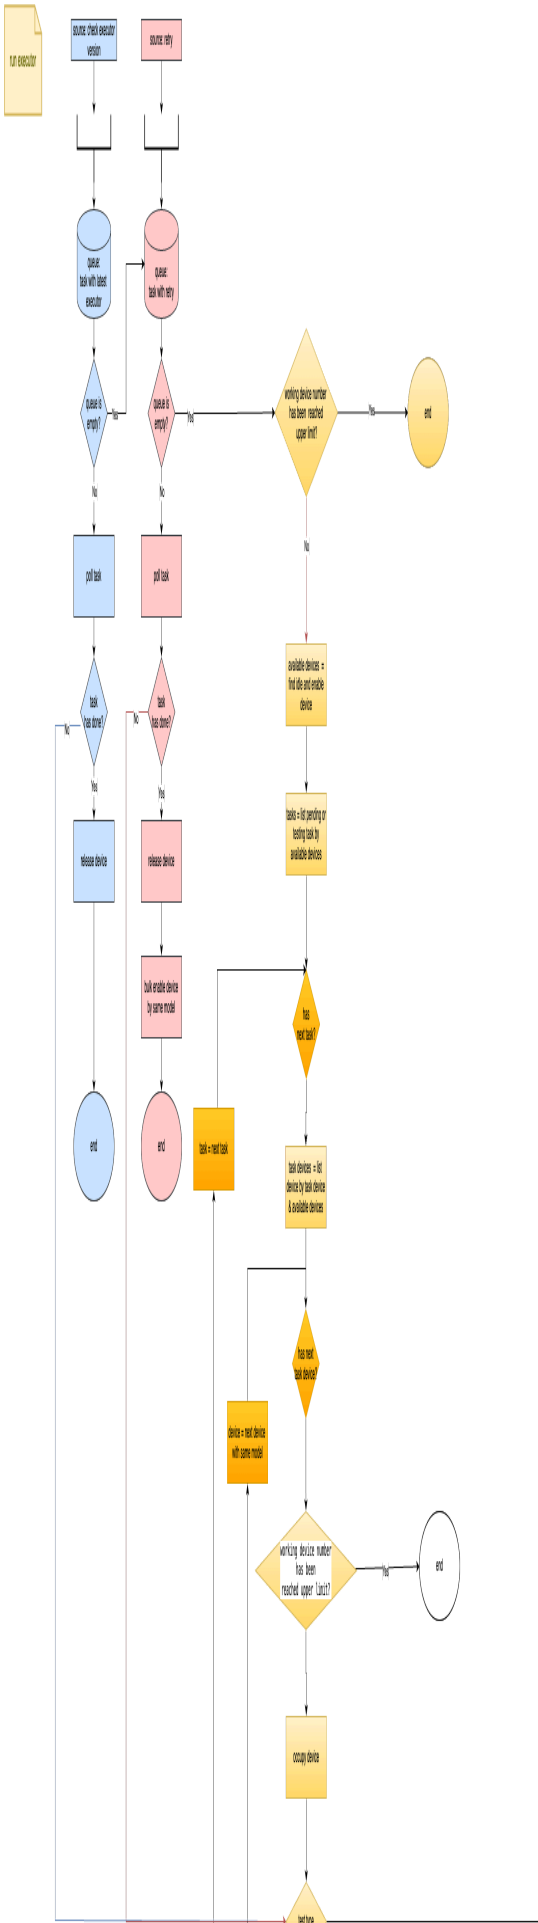 run executor
source: check executor
version
source: retry
queue:
task with latest
executor
queue:
task with retry
queue is
empty?
Yes
queue is
empty?
Yes
working device number
has been reached
upper limit?
Yes
end
No
No
No
poll task
poll task
available devices =
find idle and enable
device
task
has done?
No
task
has done?
No
Yes
Yes
tasks = list pending or
testing task by
available devices
release device
release device
bulk enable device
by same model
has
next task?
end
end
task = next task
task devices = list
device by task device
& available devices
has next
task device?
device = next device
with same model
working device number
has been
reached upper limit?
Yes
end
occupy device
test type